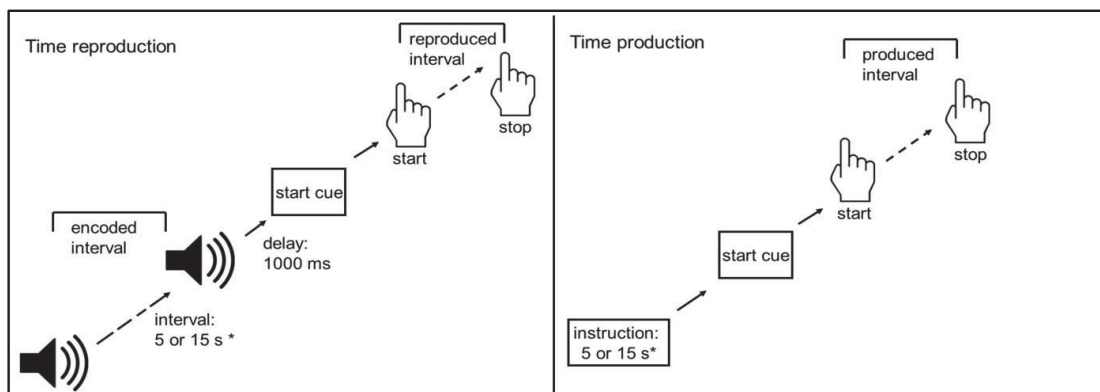 Time reproduction
reproduced
interval
stop
start
start cue
encoded
interval
delay:
1000 ms
interval:
5 or 15 s *
Time production
produced
interval
stop
start
start cue
instruction:
5 or 15 s*